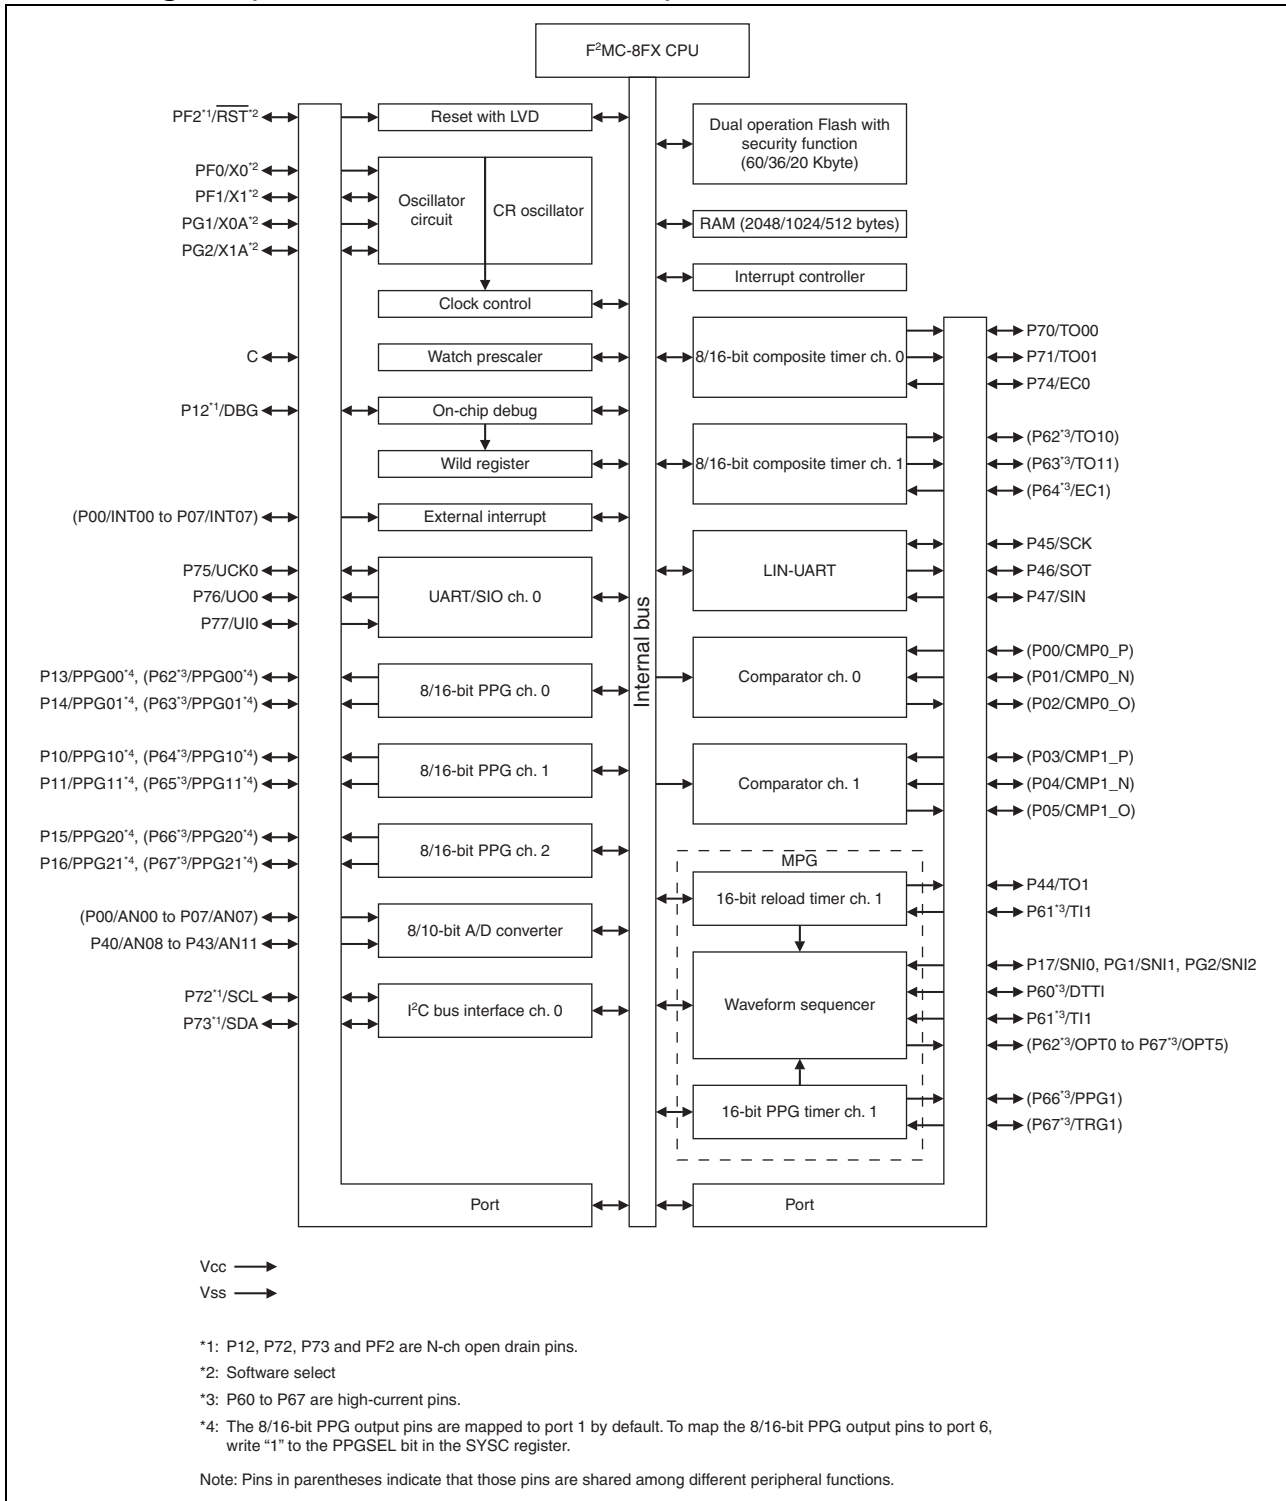 F²MC-8FX CPU
PF2*1/RST*2
Reset with LVD
Dual operation Flash with
security function
(60/36/20 Kbyte)
PF0/X0*2
PF1/X1*2
PG1/X0A*2
PG2/X1A*2
Oscillator
circuit
CR oscillator
RAM (2048/1024/512 bytes)
Interrupt controller
Clock control
C
Watch prescaler
8/16-bit composite timer ch. 0
P70/TO00
P71/TO01
P74/EC0
P12*1/DBG
On-chip debug
Wild register
8/16-bit composite timer ch. 1
(P62*3/TO10)
(P63*3/TO11)
(P64*3/EC1)
(P00/INT00 to P07/INT07)
External interrupt
P75/UCK0
P76/UO0
P77/UI0
UART/SIO ch. 0
Internal bus
LIN-UART
P45/SCK
P46/SOT
P47/SIN
P13/PPG00*4, (P62*3/PPG00*4)
P14/PPG01*4, (P63*3/PPG01*4)
8/16-bit PPG ch. 0
Comparator ch. 0
(P00/CMP0_P)
(P01/CMP0_N)
(P02/CMP0_O)
P10/PPG10*4, (P64*3/PPG10*4)
P11/PPG11*4, (P65*3/PPG11*4)
8/16-bit PPG ch. 1
Comparator ch. 1
(P03/CMP1_P)
(P04/CMP1_N)
(P05/CMP1_O)
P15/PPG20*4, (P66*3/PPG20*4)
P16/PPG21*4, (P67*3/PPG21*4)
8/16-bit PPG ch. 2
MPG
16-bit reload timer ch. 1
P44/TO1
P61*3/TI1
(P00/AN00 to P07/AN07)
P40/AN08 to P43/AN11
8/10-bit A/D converter
Waveform sequencer
P17/SNI0, PG1/SNI1, PG2/SNI2
P60*3/DTTI
P61*3/TI1
(P62*3/OPT0 to P67*3/OPT5)
P72*1/SCL
P73*1/SDA
I²C bus interface ch. 0
16-bit PPG timer ch. 1
(P66*3/PPG1)
(P67*3/TRG1)
Port
Port
Vcc
Vss
*1: P12, P72, P73 and PF2 are N-ch open drain pins.
*2: Software select
*3: P60 to P67 are high-current pins.
*4: The 8/16-bit PPG output pins are mapped to port 1 by default. To map the 8/16-bit PPG output pins to port 6,
write “1” to the PPGSEL bit in the SYSC register.
Note: Pins in parentheses indicate that those pins are shared among different peripheral functions.